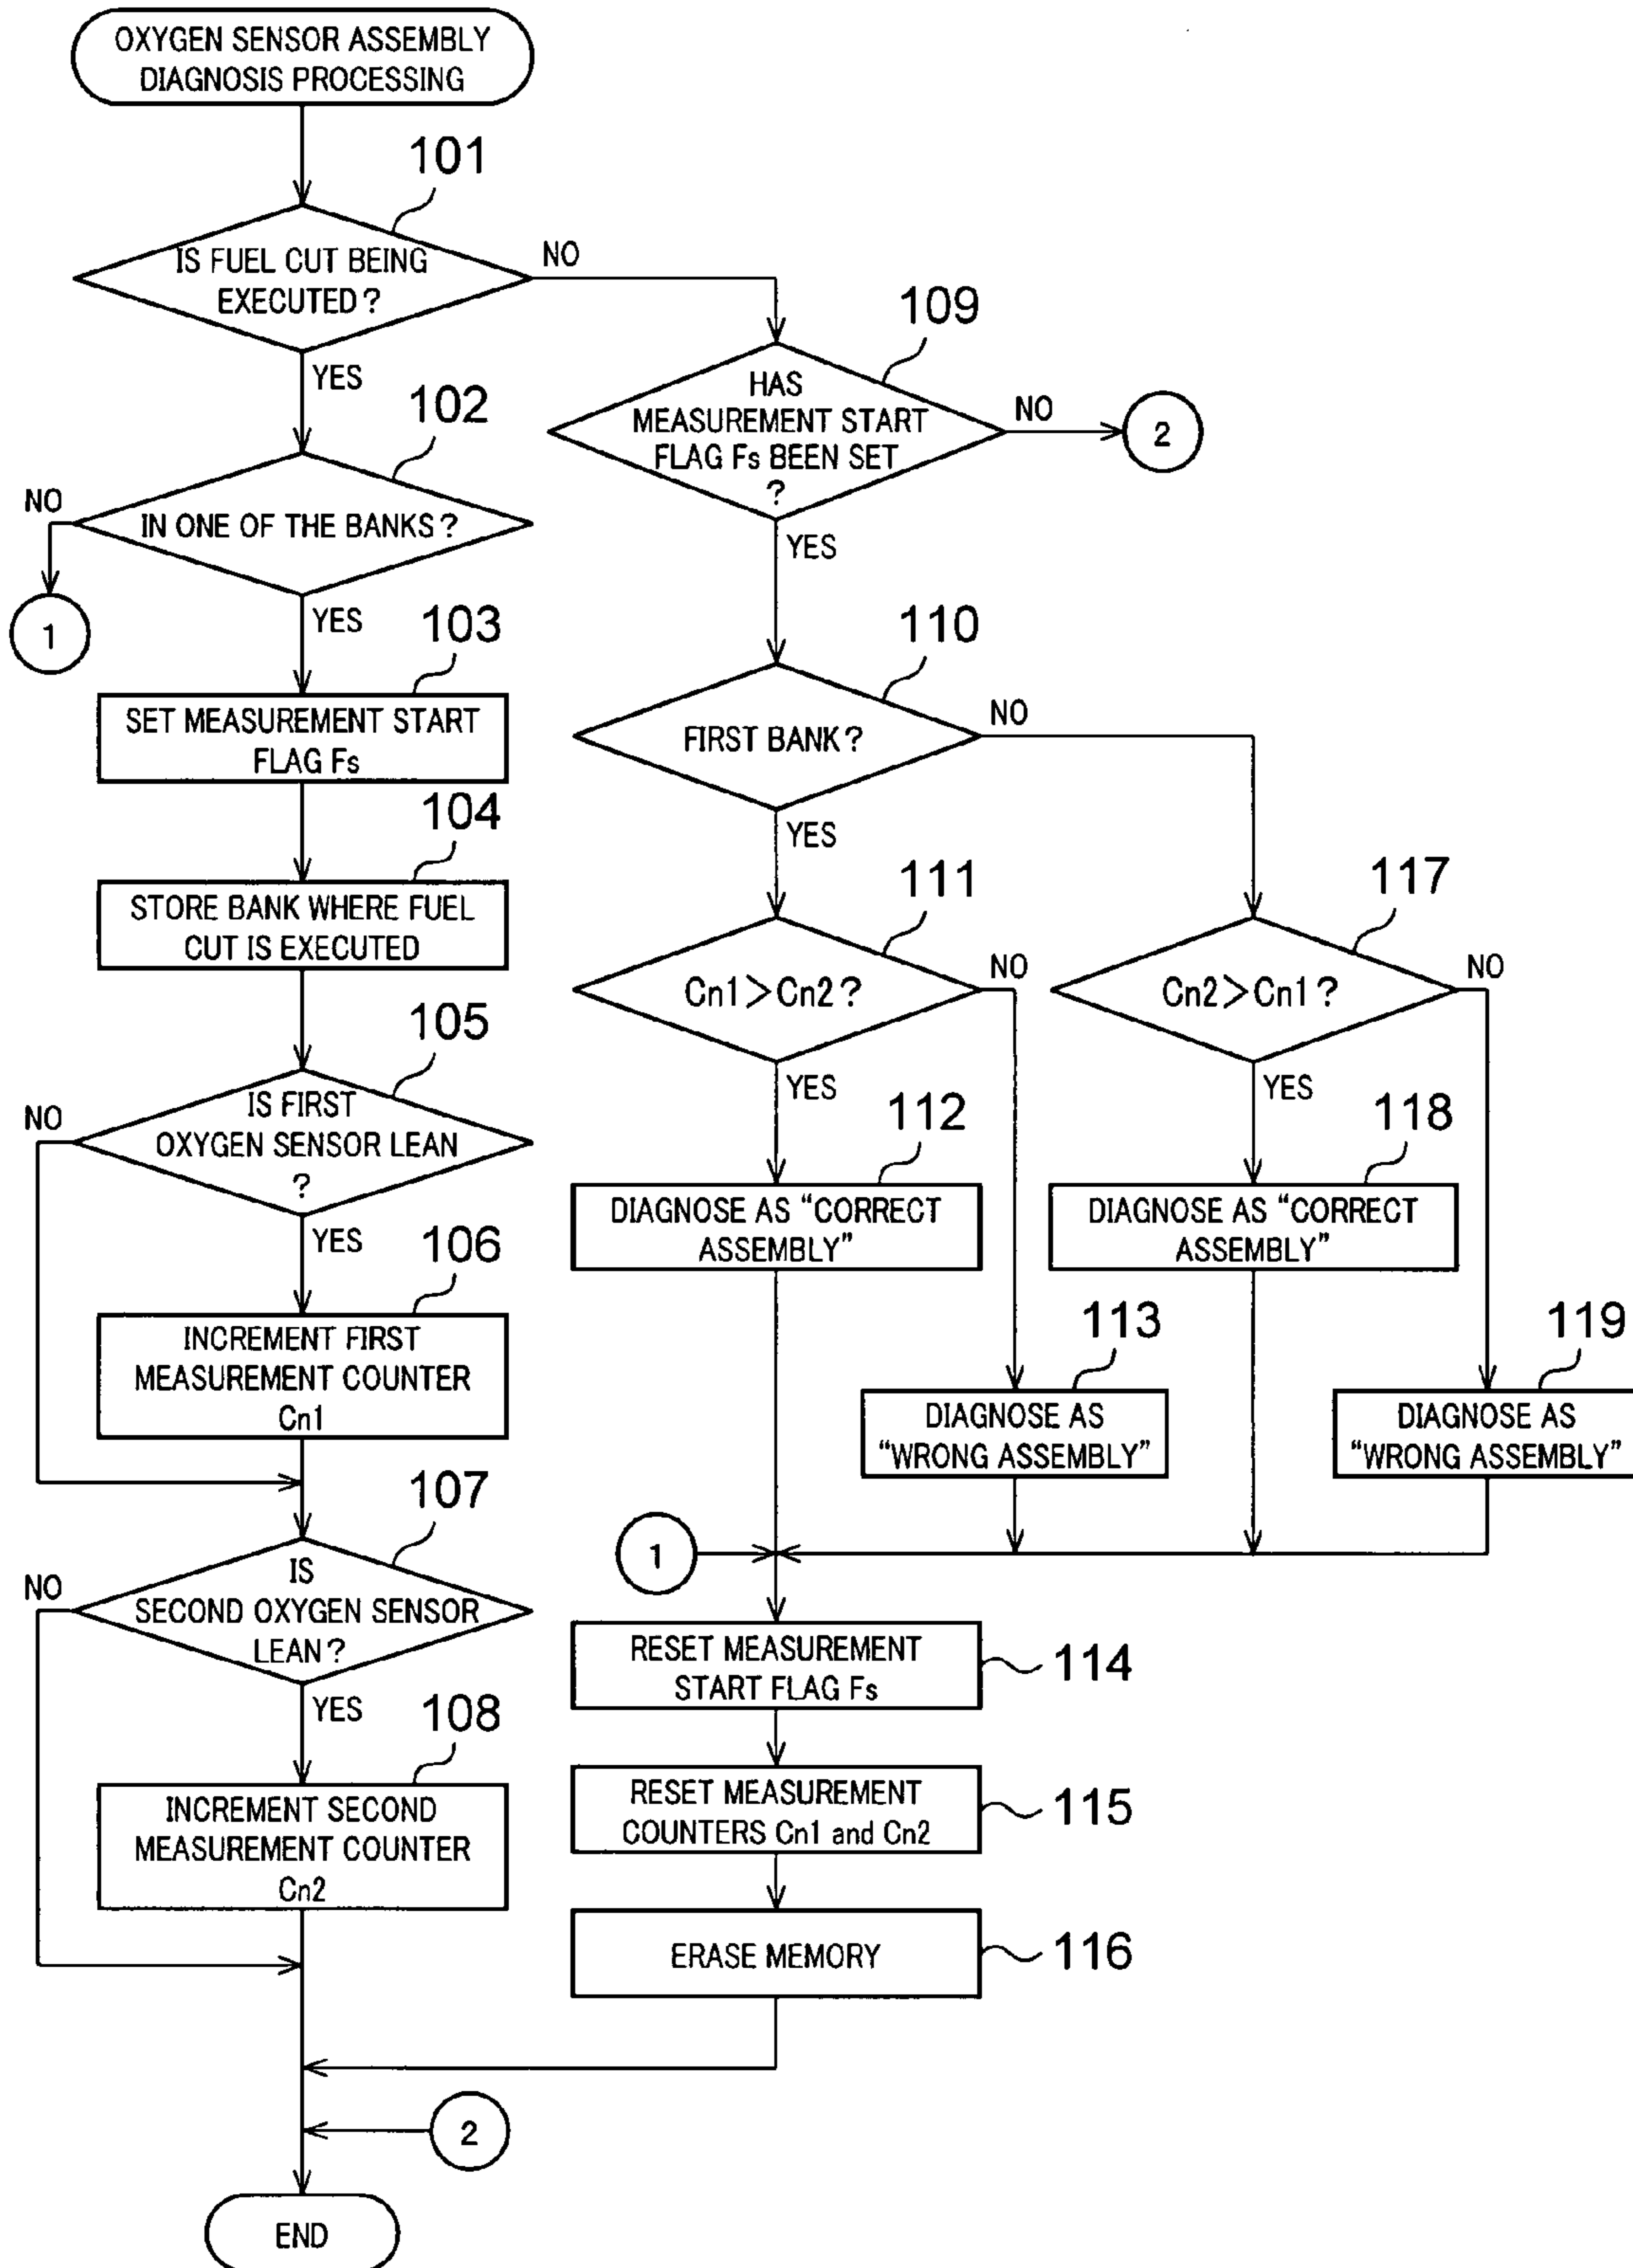 OXYGEN SENSOR ASSEMBLY
DIAGNOSIS PROCESSING
101
IS FUEL CUT BEING
EXECUTED?
NO
YES
102
IN ONE OF THE BANKS?
NO
1
YES
103
SET MEASUREMENT START
FLAG Fs
104
STORE BANK WHERE FUEL
CUT IS EXECUTED
105
IS FIRST
OXYGEN SENSOR LEAN
?
NO
YES
106
INCREMENT FIRST
MEASUREMENT COUNTER
Cn1
107
IS
SECOND OXYGEN SENSOR
LEAN?
NO
YES
108
INCREMENT SECOND
MEASUREMENT COUNTER
Cn2
109
HAS
MEASUREMENT START
FLAG Fs BEEN SET
?
NO
2
YES
110
FIRST BANK?
NO
YES
111
Cn1>Cn2?
NO
YES
112
DIAGNOSE AS “CORRECT
ASSEMBLY”
113
DIAGNOSE AS
“WRONG ASSEMBLY”
117
Cn2>Cn1?
NO
YES
118
DIAGNOSE AS “CORRECT
ASSEMBLY”
119
DIAGNOSE AS
“WRONG ASSEMBLY”
1
RESET MEASUREMENT
START FLAG Fs
114
RESET MEASUREMENT
COUNTERS Cn1 and Cn2
115
ERASE MEMORY
116
2
END